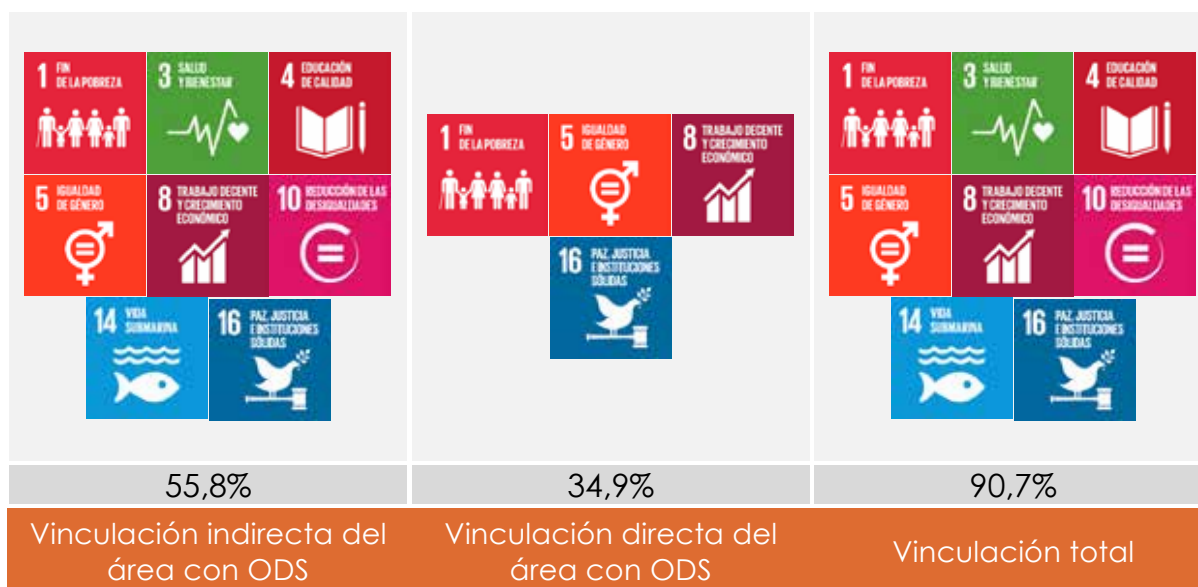 1 FIN
DE LA POBREZA
3 SALUD
Y BIENESTAR
4 EDUCACIÓN
DE CALIDAD
5 IGUALDAD
DE GÉNERO
8 TRABAJO DECENTE
Y CRECIMIENTO
ECONÓMICO
10 REDUCCIÓN DE LAS
DESIGUALDADES
14 VIDA
SUBMARINA
16 PAZ, JUSTICIA
E INSTITUCIONES
SÓLIDAS
1 FIN
DE LA POBREZA
5 IGUALDAD
DE GÉNERO
8 TRABAJO DECENTE
Y CRECIMIENTO
ECONÓMICO
16 PAZ, JUSTICIA
E INSTITUCIONES
SÓLIDAS
1 FIN
DE LA POBREZA
3 SALUD
Y BIENESTAR
4 EDUCACIÓN
DE CALIDAD
5 IGUALDAD
DE GÉNERO
8 TRABAJO DECENTE
Y CRECIMIENTO
ECONÓMICO
10 REDUCCIÓN DE LAS
DESIGUALDADES
14 VIDA
SUBMARINA
16 PAZ, JUSTICIA
E INSTITUCIONES
SÓLIDAS
55,8%
34,9%
90,7%
Vinculación indirecta del
área con ODS
Vinculación directa del
área con ODS
Vinculación total